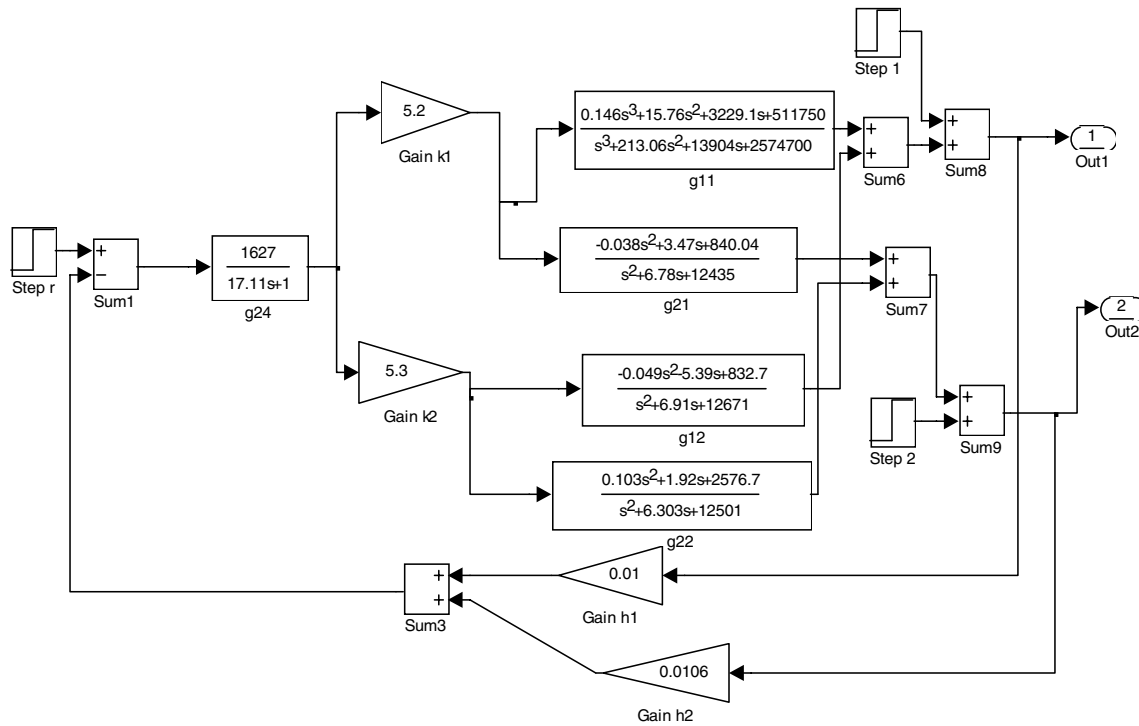 Step 1
5.2
Gain k1
0.146s³+15.76s²+3229.1s+511750
s³+213.06s²+13904s+2574700
g11
+
+
Sum6
+
+
Sum8
1
Out1
Step r
+
−
Sum1
1627
17.11s+1
g24
-0.038s²+3.47s+840.04
s²+6.78s+12435
g21
+
+
Sum7
2
Out2
5.3
Gain k2
-0.049s²-5.39s+832.7
s²+6.91s+12671
g12
Step 2
+
+
Sum9
0.103s²+1.92s+2576.7
s²+6.303s+12501
g22
+
+
Sum3
0.01
Gain h1
0.0106
Gain h2